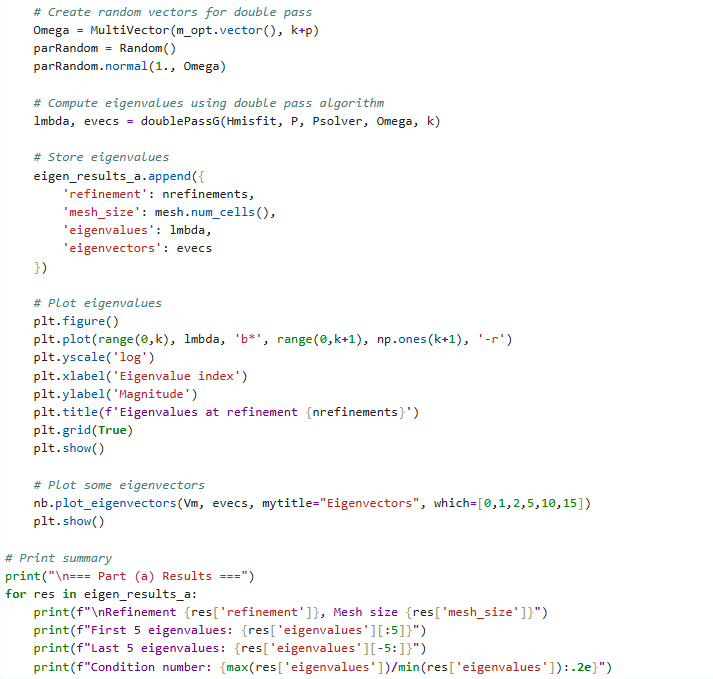 # Create random vectors for double pass
Omega = MultiVector(m_opt.vector(), k+p)
parRandom = Random()
parRandom.normal(1., Omega)
# Compute eigenvalues using double pass algorithm
lmbda, evecs = doublePassG(Hmisfit, P, Psolver, Omega, k)
# Store eigenvalues
eigen_results_a.append({
'refinement': nrefinements,
'mesh_size': mesh.num_cells(),
'eigenvalues': lmbda,
'eigenvectors': evecs
})
# Plot eigenvalues
plt.figure()
plt.plot(range(0,k), lmbda, 'b*', range(0,k+1), np.ones(k+1), '-r')
plt.yscale('log')
plt.xlabel('Eigenvalue index')
plt.ylabel('Magnitude')
plt.title(f'Eigenvalues at refinement {nrefinements}')
plt.grid(True)
plt.show()
# Plot some eigenvectors
nb.plot_eigenvectors(Vm, evecs, mytitle="Eigenvectors", which=[0,1,2,5,10,15])
plt.show()
# Print summary
print("\n=== Part (a) Results ===")
for res in eigen_results_a:
print(f"\nRefinement {res['refinement']}, Mesh size {res['mesh_size']}")
print(f"First 5 eigenvalues: {res['eigenvalues'][:5]}")
print(f"Last 5 eigenvalues: {res['eigenvalues'][-5:]}")
print(f"Condition number: {max(res['eigenvalues'])/min(res['eigenvalues']):.2e}")